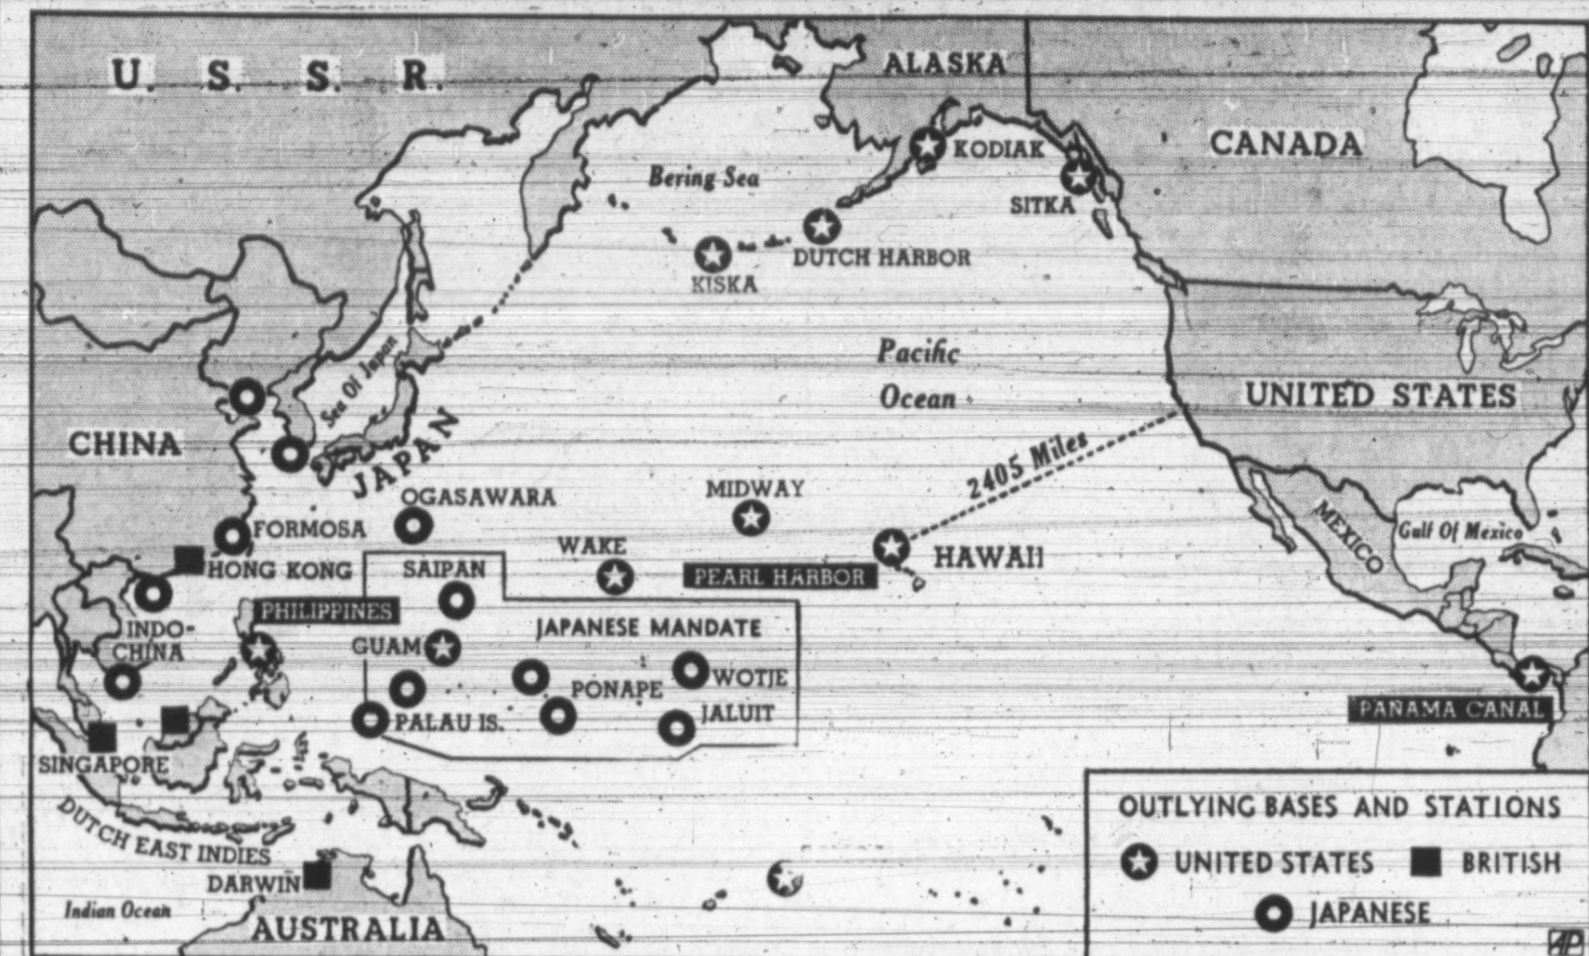 U. S. S. R.
ALASKA
CANADA
KODIAK
Bering Sea
SITKA
DUTCH HARBOR
KISKA
Sea Of Japan
Pacific
Ocean
UNITED STATES
CHINA
JAPAN
2405 Miles
OGASAWARA
MIDWAY
FORMOSA
MEXICO
Gulf Of Mexico
WAKE
HAWAII
HONG KONG
SAIPAN
PEARL HARBOR
PHILIPPINES
INDO-
CHINA
GUAM
JAPANESE MANDATE
WOTJE
PONAPE
PALAU IS.
JALUIT
PANAMA CANAL
SINGAPORE
DUTCH EAST INDIES
DARWIN
Indian Ocean
AUSTRALIA
OUTLYING BASES AND STATIONS
UNITED STATES
BRITISH
JAPANESE
AP